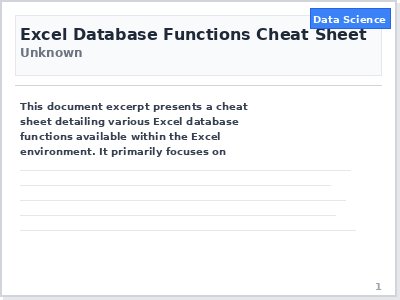 Data Science
Excel Database Functions Cheat Sheet
Unknown
This document excerpt presents a cheat
sheet detailing various Excel database
functions available within the Excel
environment. It primarily focuses on
1